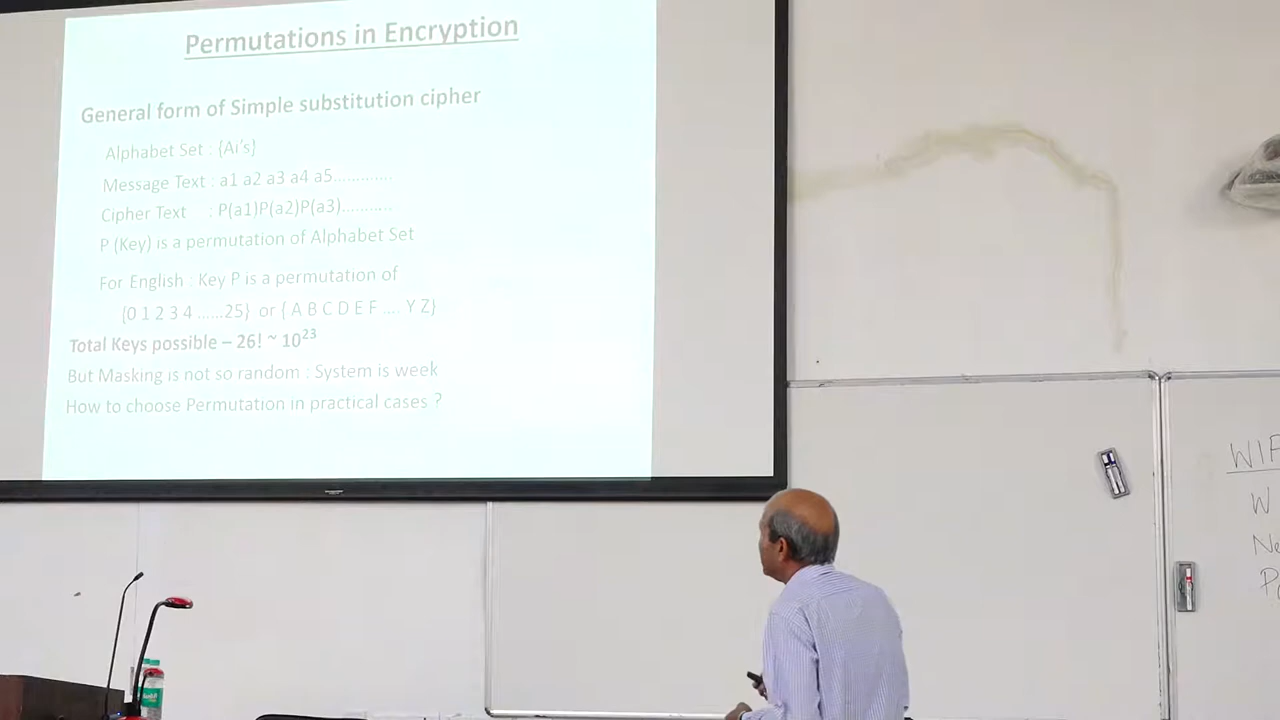 Permutations in Encryption
General form of Simple substitution cipher
Alphabet Set : {Ai's}
Message Text : a1 a2 a3 a4 a5.............
Cipher Text : P(a1)P(a2)P(a3)...........
P (Key) is a permutation of Alphabet Set
For English : Key P is a permutation of
{0 1 2 3 4 ......25} or { A B C D E F .... Y Z}
Total Keys possible – 26! ~ 10²³
But Masking is not so random : System is week
How to choose Permutation in practical cases ?
W